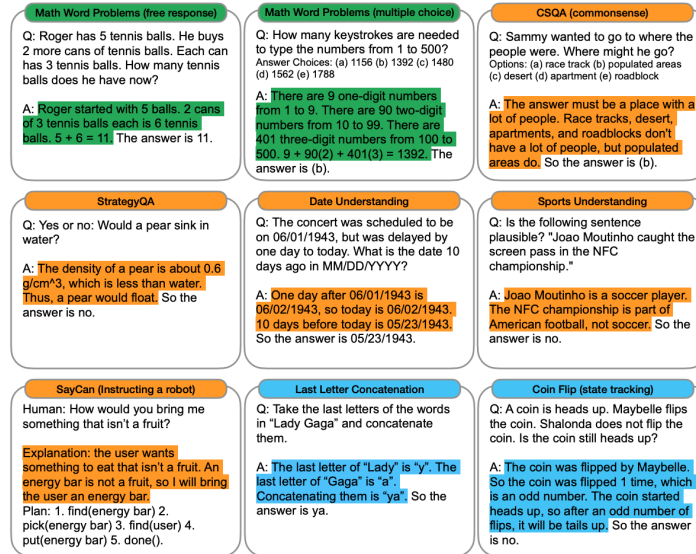 Math Word Problems (free response)
Q: Roger has 5 tennis balls. He buys
2 more cans of tennis balls. Each can
has 3 tennis balls. How many tennis
balls does he have now?
A: Roger started with 5 balls. 2 cans
of 3 tennis balls each is 6 tennis
balls. 5 + 6 = 11. The answer is 11.
Math Word Problems (multiple choice)
Q: How many keystrokes are needed
to type the numbers from 1 to 500?
Answer Choices: (a) 1156 (b) 1392 (c) 1480
(d) 1562 (e) 1788
A: There are 9 one-digit numbers
from 1 to 9. There are 90 two-digit
numbers from 10 to 99. There are
401 three-digit numbers from 100 to
500. 9 + 90(2) + 401(3) = 1392. The
answer is (b).
CSQA (commonsense)
Q: Sammy wanted to go to where the
people were. Where might he go?
Options: (a) race track (b) populated areas
(c) desert (d) apartment (e) roadblock
A: The answer must be a place with a
lot of people. Race tracks, desert,
apartments, and roadblocks don't
have a lot of people, but populated
areas do. So the answer is (b).
StrategyQA
Q: Yes or no: Would a pear sink in
water?
A: The density of a pear is about 0.6
g/cm^3, which is less than water.
Thus, a pear would float. So the
answer is no.
Date Understanding
Q: The concert was scheduled to be
on 06/01/1943, but was delayed by
one day to today. What is the date 10
days ago in MM/DD/YYYY?
A: One day after 06/01/1943 is
06/02/1943, so today is 06/02/1943.
10 days before today is 05/23/1943.
So the answer is 05/23/1943.
Sports Understanding
Q: Is the following sentence
plausible? "Joao Moutinho caught the
screen pass in the NFC
championship."
A: Joao Moutinho is a soccer player.
The NFC championship is part of
American football, not soccer. So the
answer is no.
SayCan (Instructing a robot)
Human: How would you bring me
something that isn't a fruit?
Explanation: the user wants
something to eat that isn't a fruit. An
energy bar is not a fruit, so I will bring
the user an energy bar.
Plan: 1. find(energy bar) 2.
pick(energy bar) 3. find(user) 4.
put(energy bar) 5. done().
Last Letter Concatenation
Q: Take the last letters of the words
in “Lady Gaga” and concatenate
them.
A: The last letter of “Lady” is “y”. The
last letter of “Gaga” is “a”.
Concatenating them is “ya”. So the
answer is ya.
Coin Flip (state tracking)
Q: A coin is heads up. Maybelle flips
the coin. Shalonda does not flip the
coin. Is the coin still heads up?
A: The coin was flipped by Maybelle.
So the coin was flipped 1 time, which
is an odd number. The coin started
heads up, so after an odd number of
flips, it will be tails up. So the answer
is no.